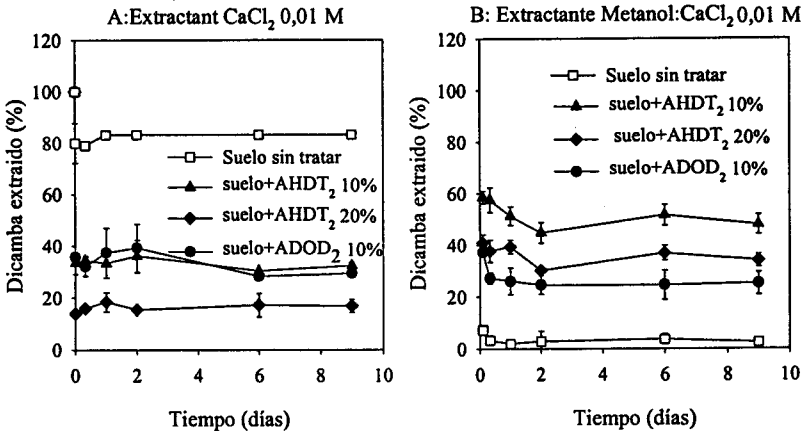 A:Extractant CaCl2 0,01 M
Dicamba extraido (%)
120
100
80
60
40
20
0
Suelo sin tratar
suelo+AHDT2 10%
suelo+AHDT2 20%
suelo+ADOD2 10%
0 2 4 6 8 10
Tiempo (días)
B: Extractante Metanol:CaCl2 0,01 M
Dicamba extraido (%)
120
100
80
60
40
20
0
Suelo sin tratar
suelo+AHDT2 10%
suelo+AHDT2 20%
suelo+ADOD2 10%
0 2 4 6 8 10
Tiempo (días)